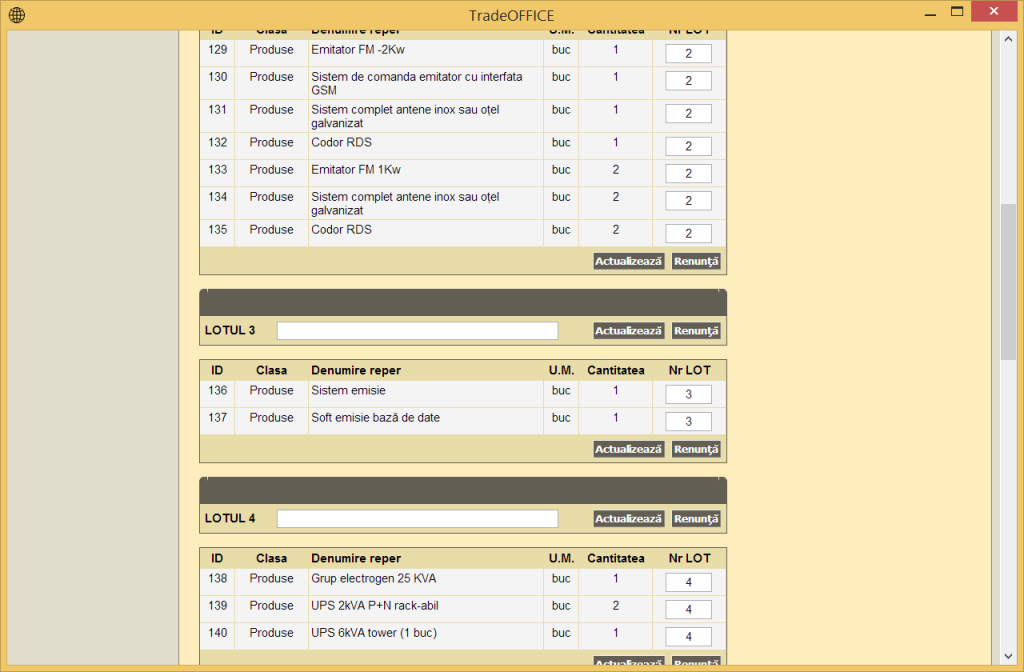 TradeOFFICE
ID Clasa Denumire reper U.M. Cantitatea Nr LOT
129 Produse Emitator FM -2Kw buc 1 2
130 Produse Sistem de comanda emitator cu interfata buc 1 2
GSM
131 Produse Sistem complet antene inox sau oțel buc 1 2
galvanizat
132 Produse Codor RDS buc 1 2
133 Produse Emitator FM 1Kw buc 2 2
134 Produse Sistem complet antene inox sau oțel buc 2 2
galvanizat
135 Produse Codor RDS buc 2 2
Actualizează Renunţă
LOTUL 3 Actualizează Renunţă
ID Clasa Denumire reper U.M. Cantitatea Nr LOT
136 Produse Sistem emisie buc 1 3
137 Produse Soft emisie bază de date buc 1 3
Actualizează Renunţă
LOTUL 4 Actualizează Renunţă
ID Clasa Denumire reper U.M. Cantitatea Nr LOT
138 Produse Grup electrogen 25 KVA buc 1 4
139 Produse UPS 2kVA P+N rack-abil buc 2 4
140 Produse UPS 6kVA tower (1 buc) buc 1 4
Actualizează Renunţă